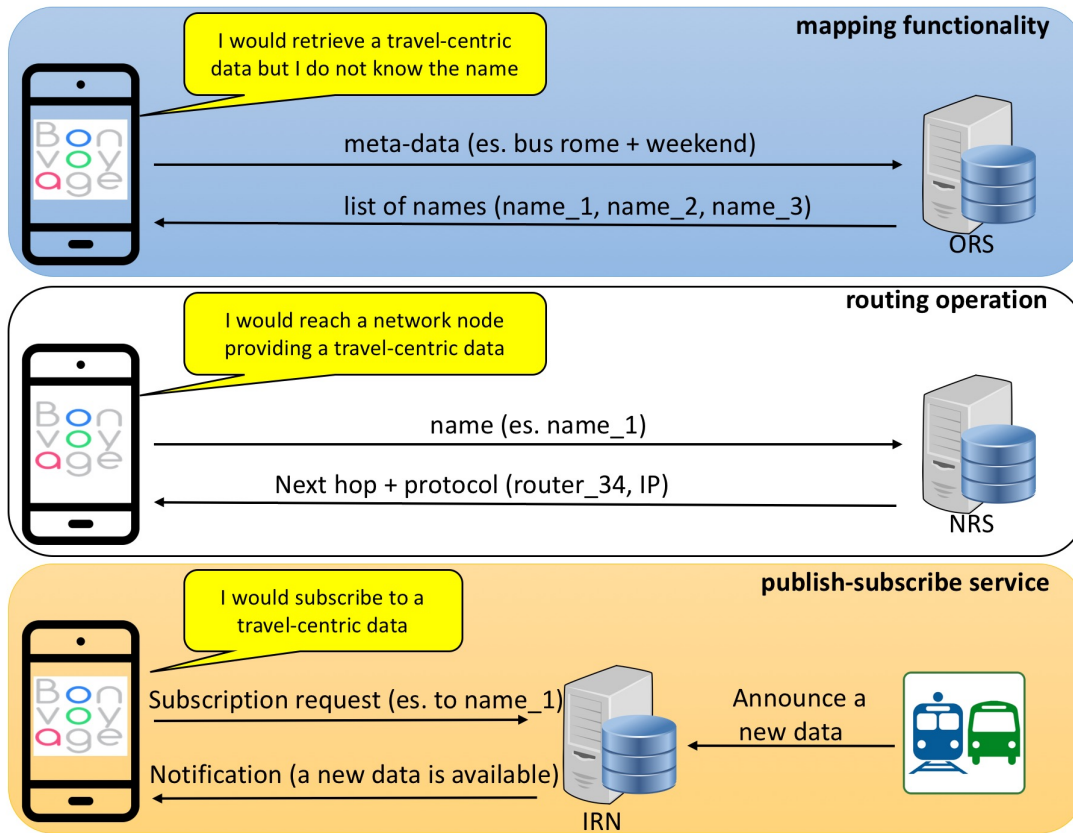 mapping functionality
I would retrieve a travel-centric
data but I do not know the name
Bon
voy
age
meta-data (es. bus rome + weekend)
list of names (name_1, name_2, name_3)
ORS
routing operation
I would reach a network node
providing a travel-centric data
Bon
voy
age
name (es. name_1)
Next hop + protocol (router_34, IP)
NRS
publish-subscribe service
I would subscribe to a
travel-centric data
Bon
voy
age
Subscription request (es. to name_1)
Announce a
new data
Notification (a new data is available)
IRN